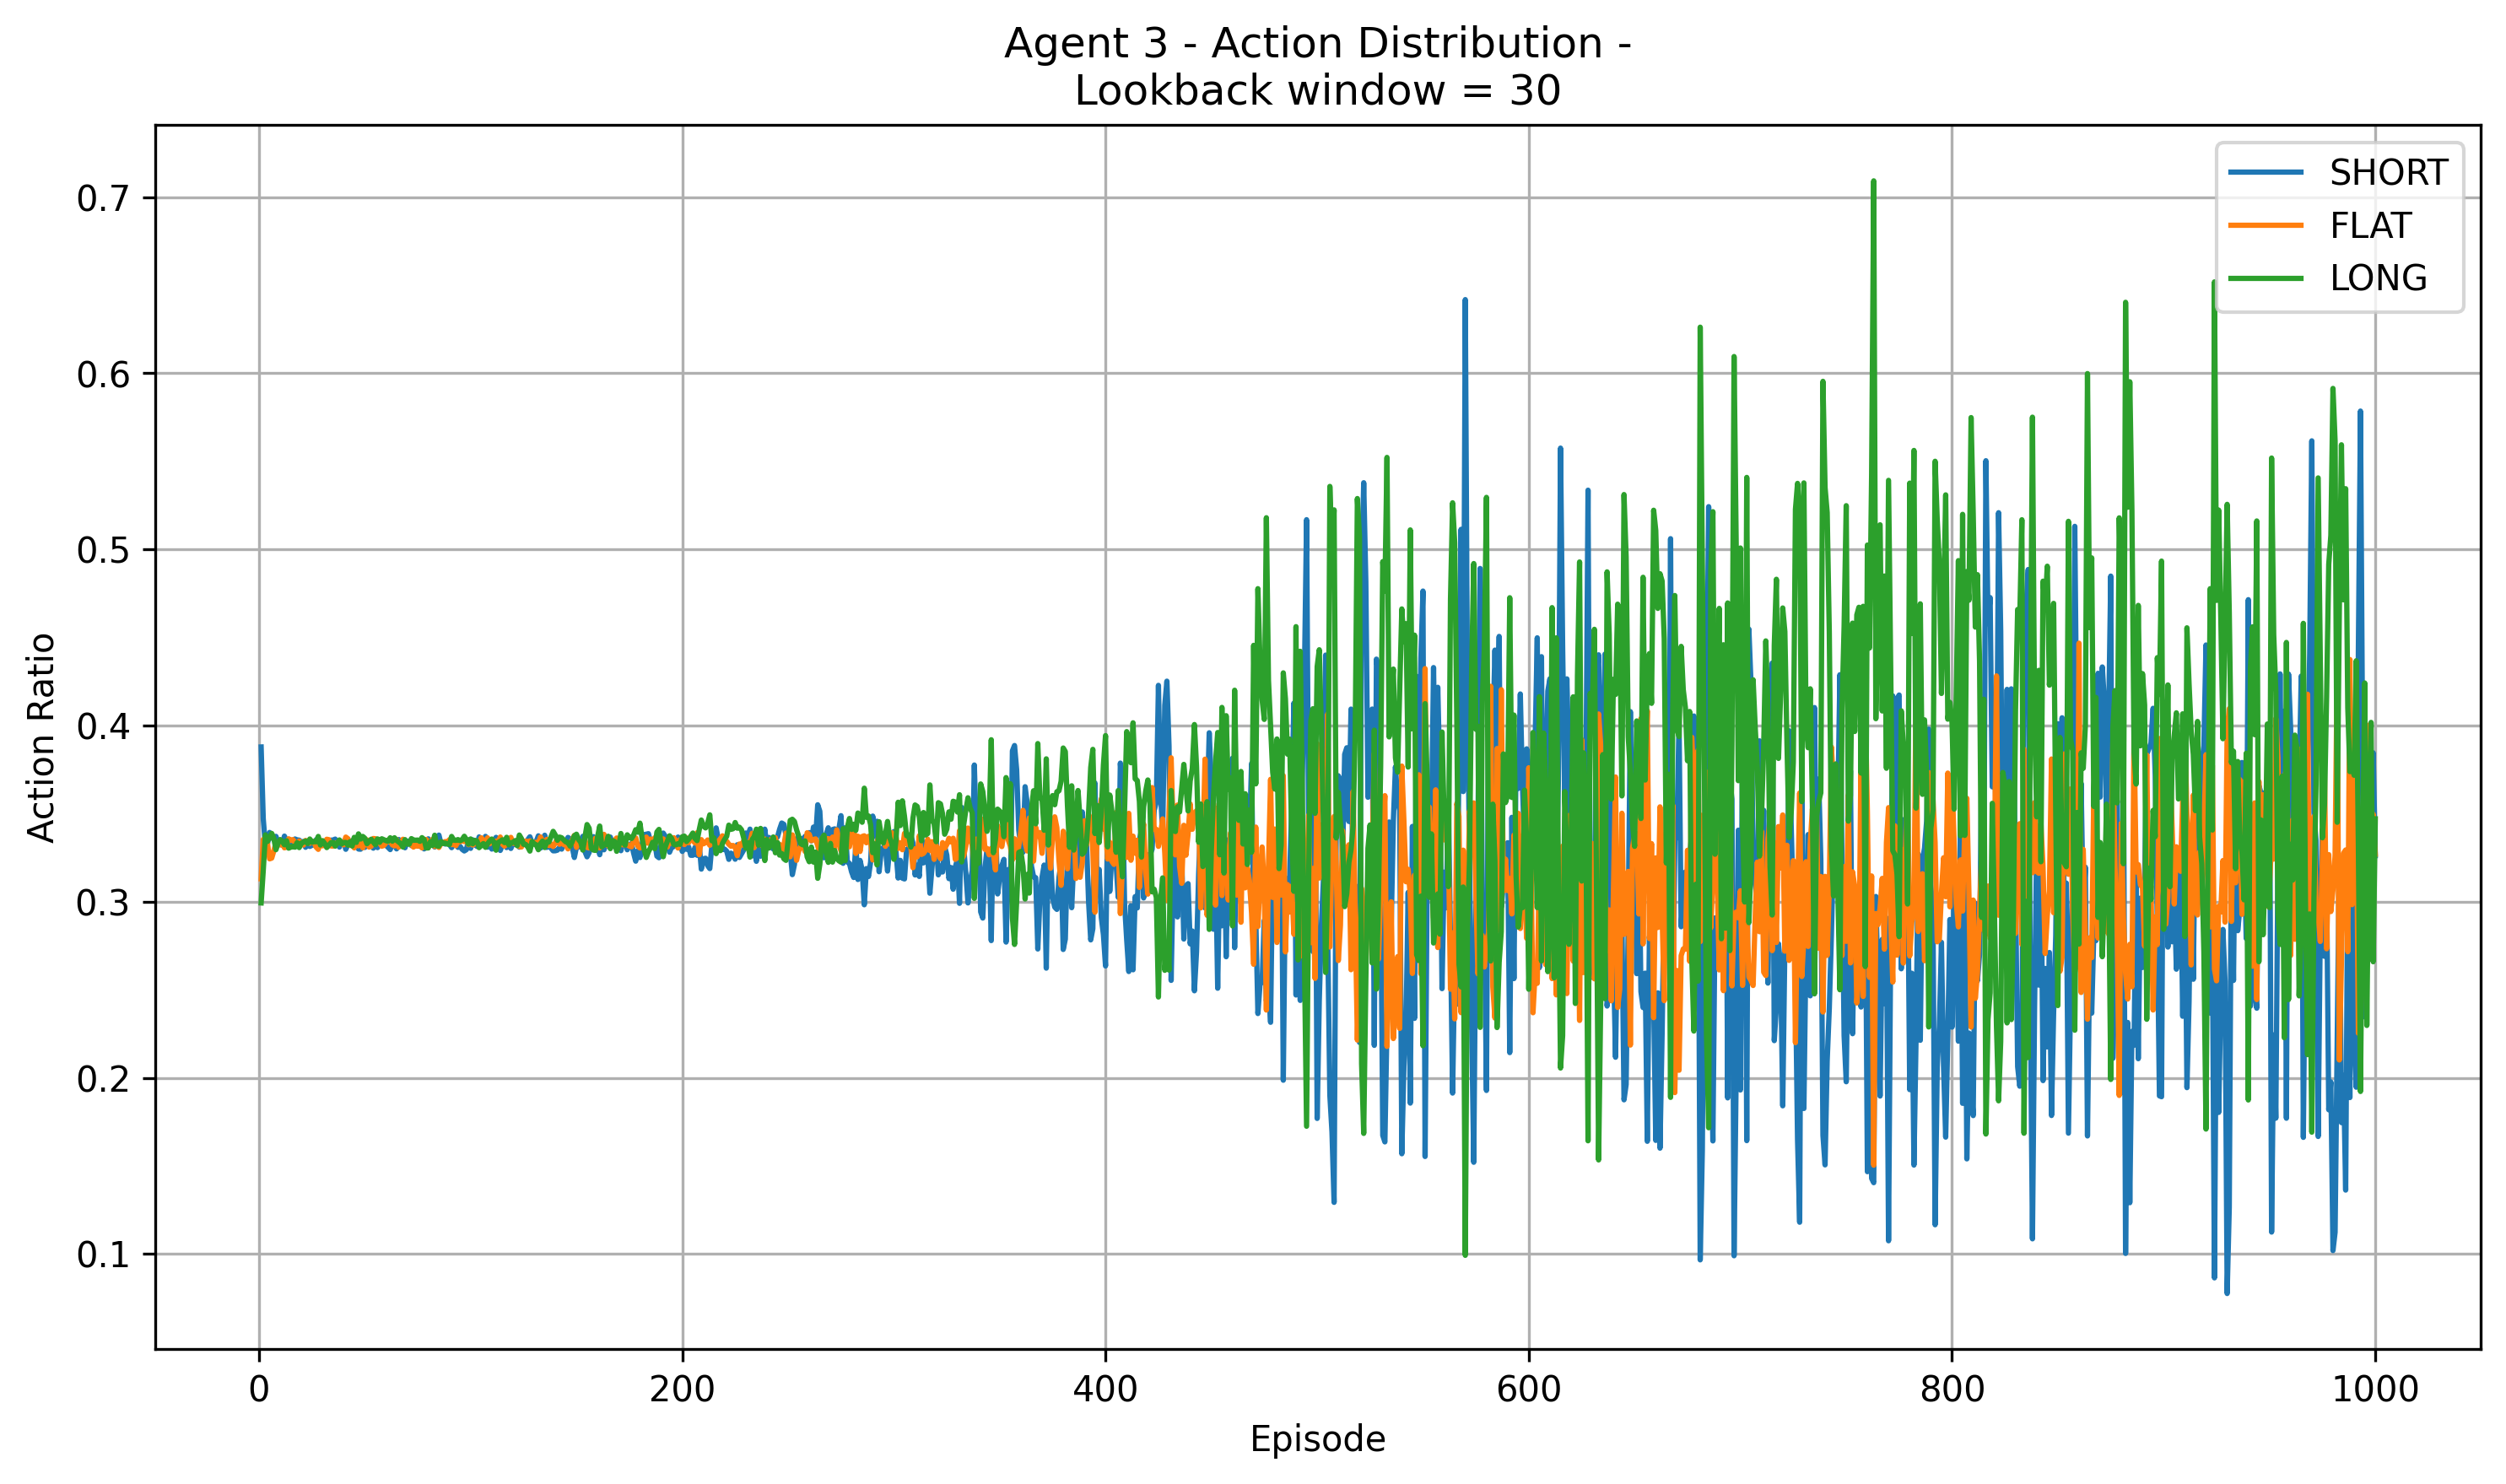 Agent 3 - Action Distribution -
Lookback window = 30
SHORT
FLAT
LONG
0.7
0.6
0.5
0.4
0.3
0.2
0.1
Action Ratio
0 200 400 600 800 1000
Episode